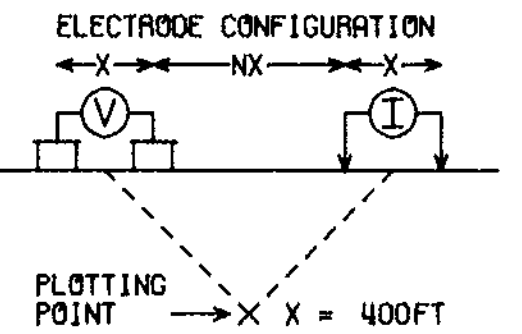 ELECTRODE CONFIGURATION
X NX X
V I
PLOTTING
POINT X X = 400FT